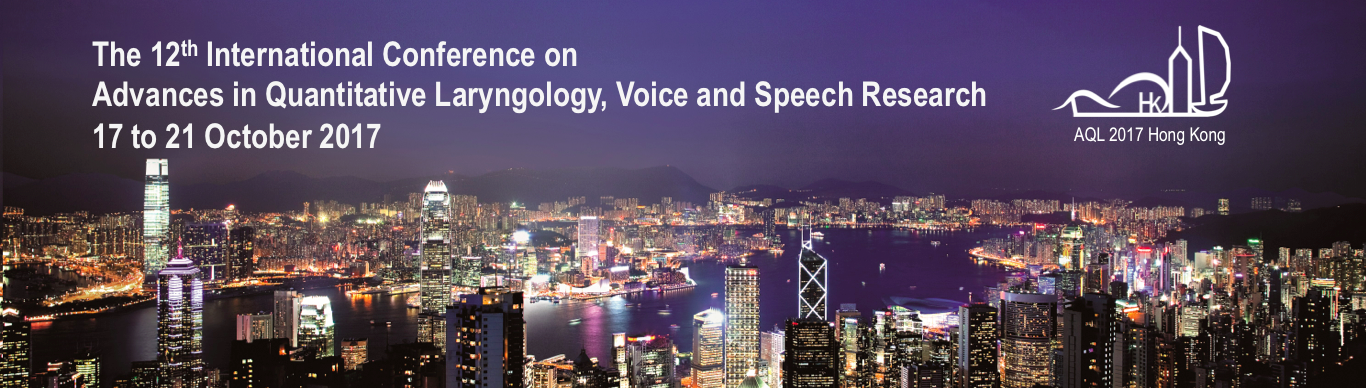 The 12th International Conference on
Advances in Quantitative Laryngology, Voice and Speech Research
17 to 21 October 2017
HK
AQL 2017 Hong Kong